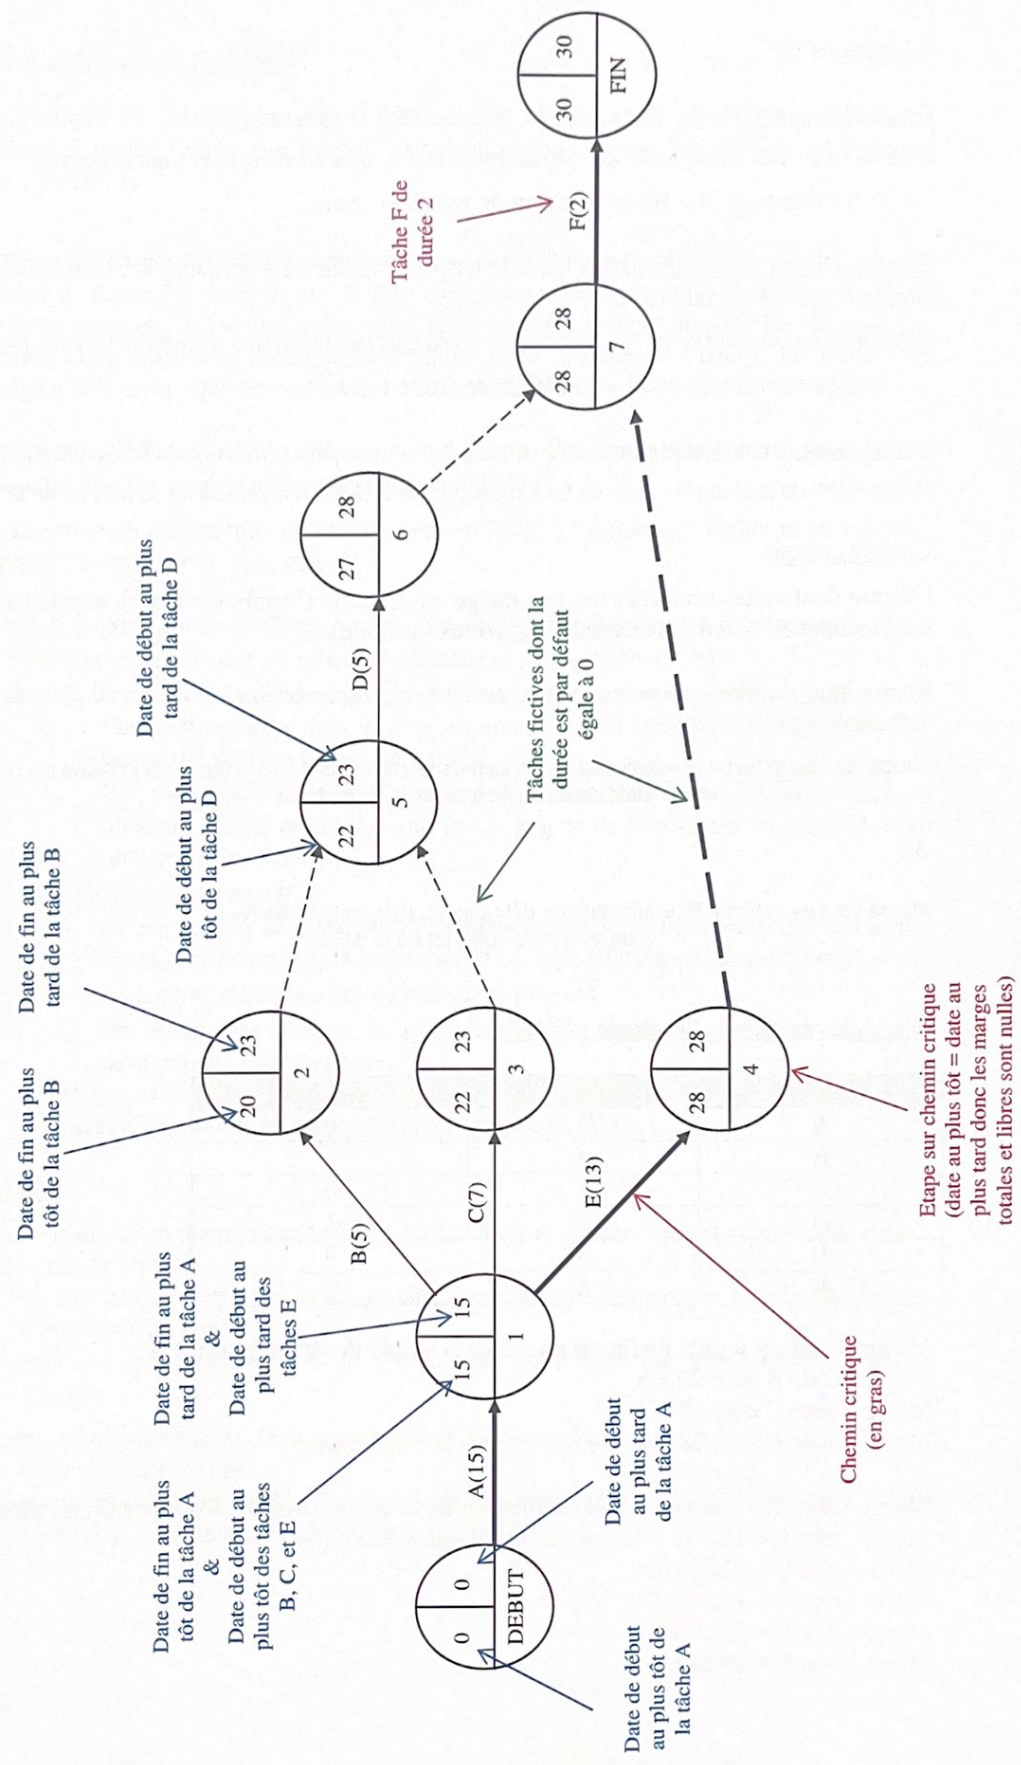 Date de fin au plus
tôt de la tâche B
Date de fin au plus
tard de la tâche B
Date de fin au plus
tôt de la tâche A
&
Date de début au
plus tôt des tâches
B, C, et E
Date de fin au plus
tard de la tâche A
&
Date de début au
plus tard des
tâches E
Date de début au plus
tôt de la tâche D
Date de début au plus
tard de la tâche D
Tâche F de
durée 2
0 0
DEBUT
A(15)
15 15
1
B(5)
20 23
2
C(7)
22 23
3
E(13)
28 28
4
22 23
5
D(5)
27 28
6
28 28
7
F(2)
30 30
FIN
Tâches fictives dont la
durée est par défaut
égale à 0
Date de début
au plus tôt de
la tâche A
Date de début
au plus tard
de la tâche A
Chemin critique
(en gras)
Etape sur chemin critique
(date au plus tôt = date au
plus tard donc les marges
totales et libres sont nulles)